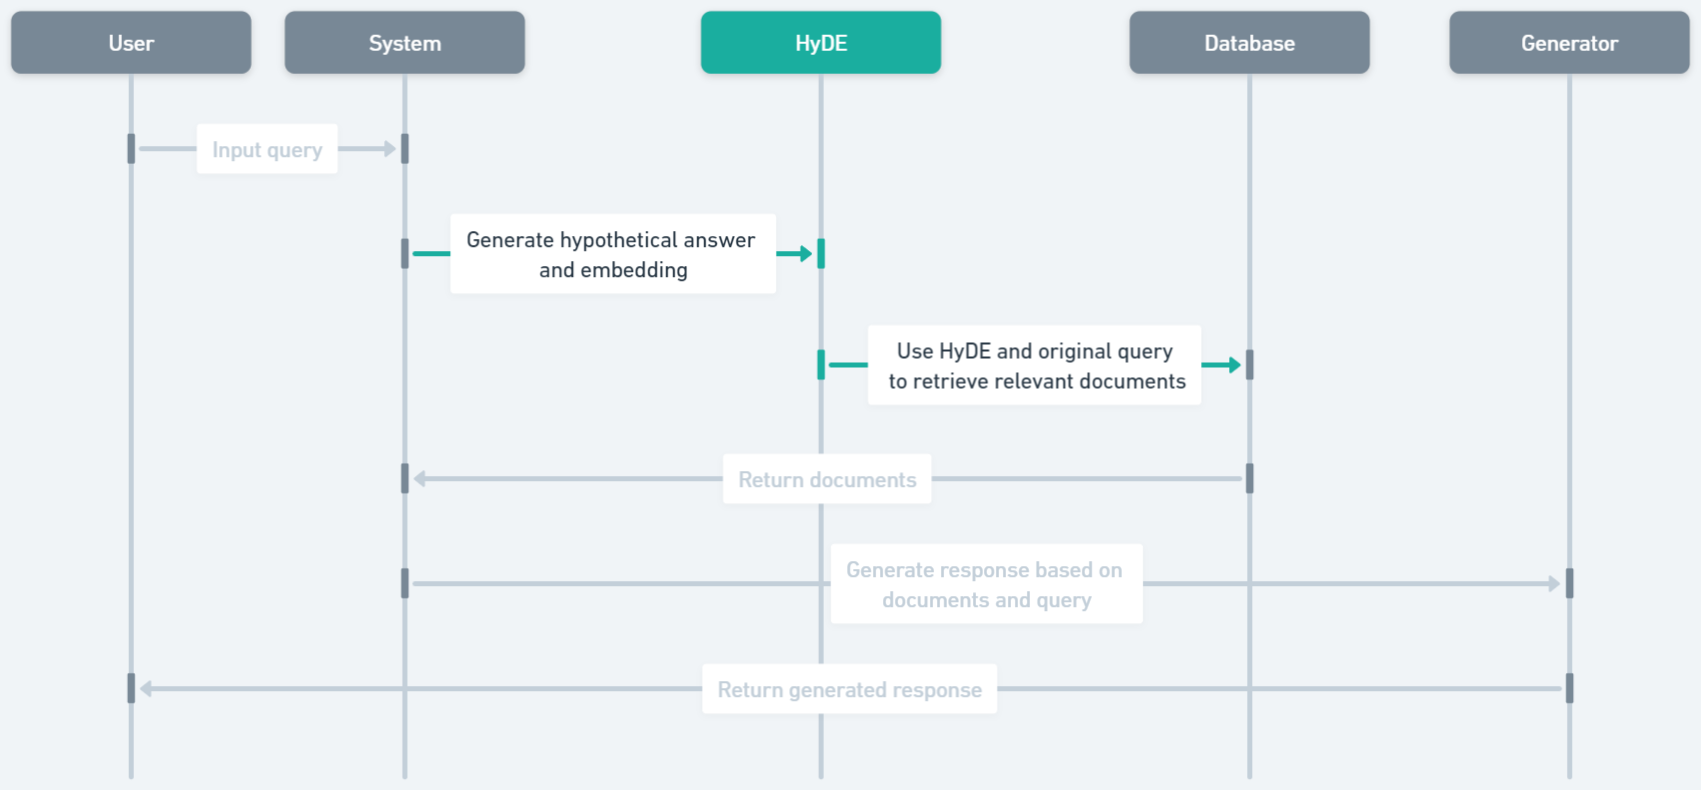 User
System
HyDE
Database
Generator
Input query
Generate hypothetical answer
and embedding
Use HyDE and original query
to retrieve relevant documents
Return documents
Generate response based on
documents and query
Return generated response